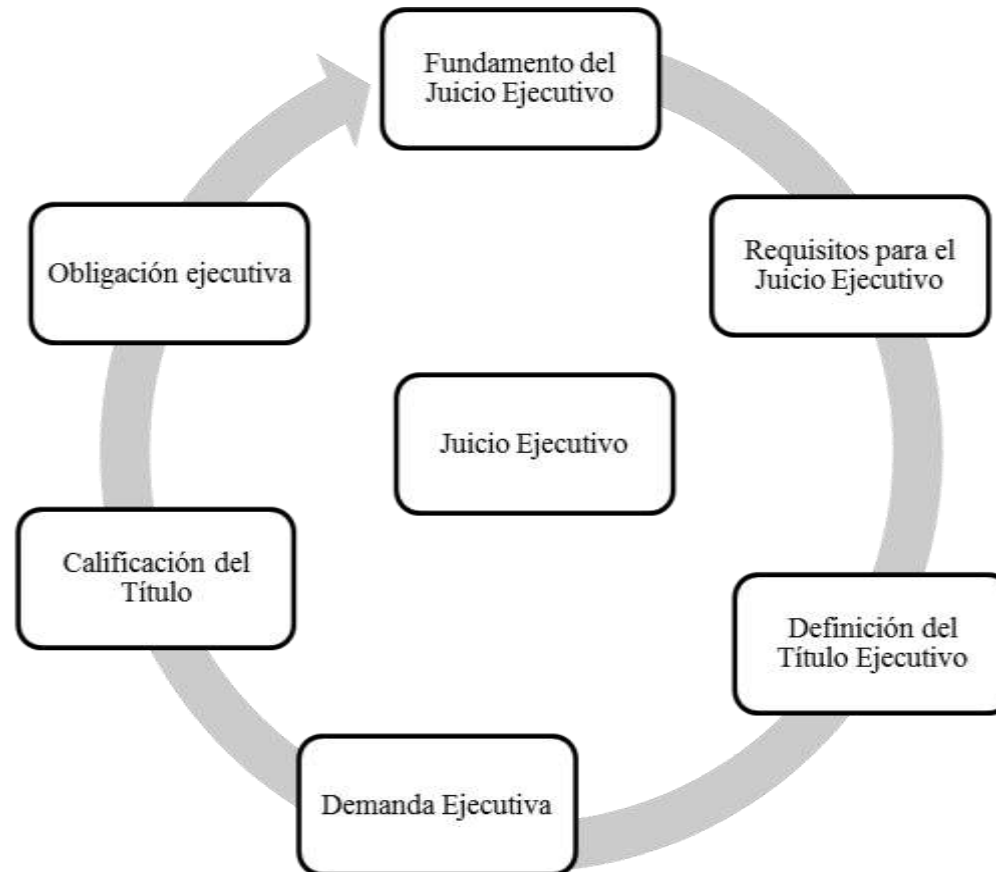 Fundamento del
Juicio Ejecutivo
Requisitos para el
Juicio Ejecutivo
Definición del
Título Ejecutivo
Demanda Ejecutiva
Calificación del
Título
Obligación ejecutiva
Juicio Ejecutivo